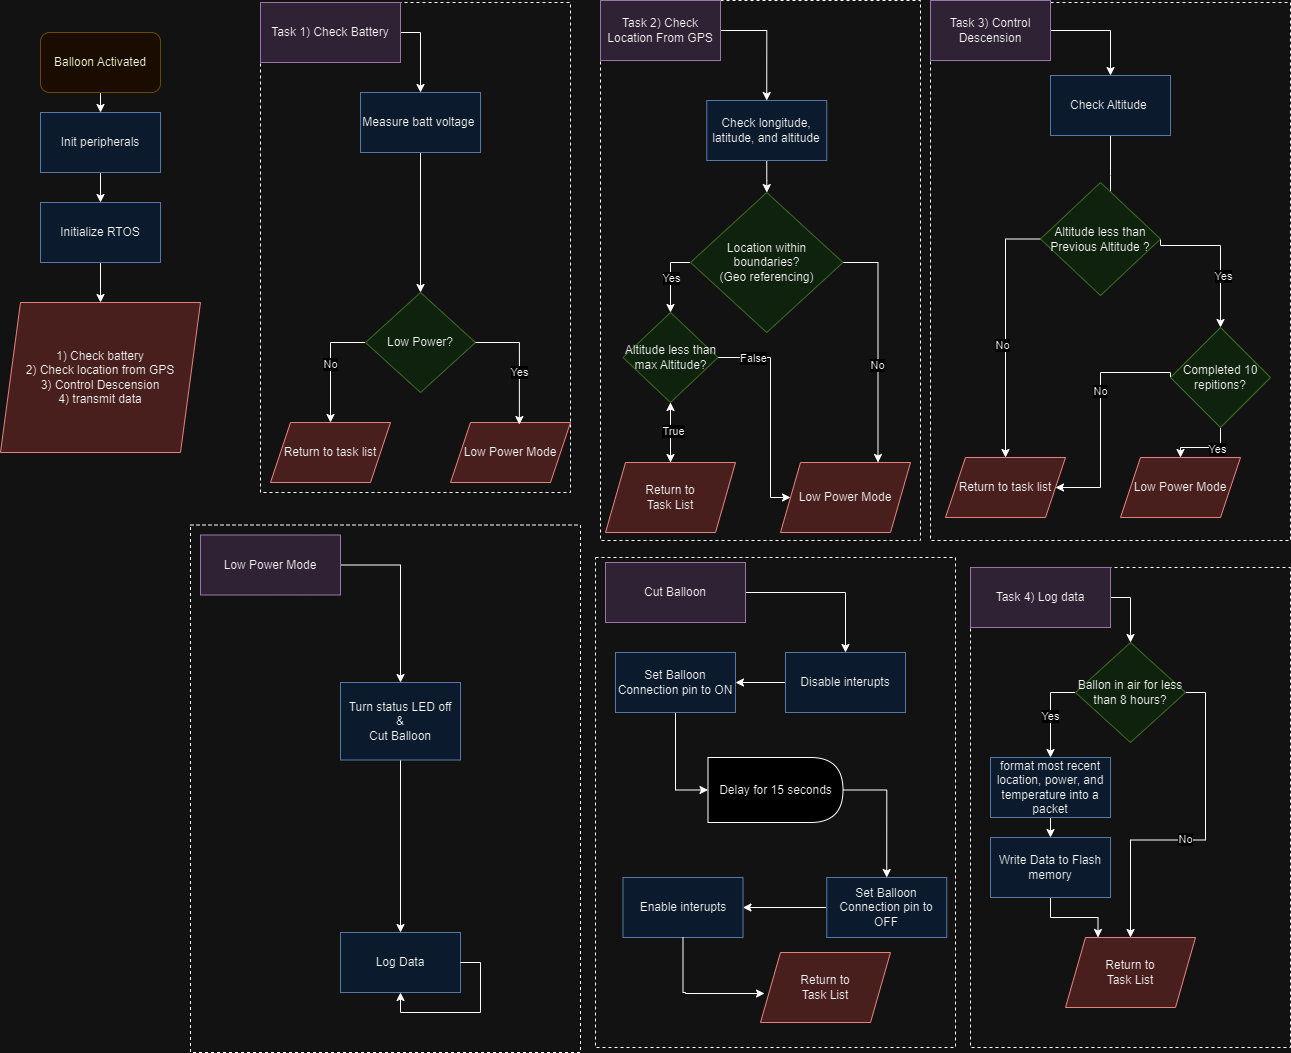 Balloon Activated
Init peripherals
Initialize RTOS
1) Check battery
2) Check location from GPS
3) Control Descension
4) transmit data
Task 1) Check Battery
Measure batt voltage
Low Power?
No
Yes
Return to task list
Low Power Mode
Task 2) Check
Location From GPS
Check longitude,
latitude, and altitude
Location within
boundaries?
(Geo referencing)
Yes
No
Altitude less than
max Altitude?
False
True
Return to
Task List
Low Power Mode
Task 3) Control
Descension
Check Altitude
Altitude less than
Previous Altitude ?
No
Yes
Completed 10
repitions?
No
Yes
Return to task list
Low Power Mode
Low Power Mode
Turn status LED off
&
Cut Balloon
Log Data
Cut Balloon
Disable interupts
Set Balloon
Connection pin to ON
Delay for 15 seconds
Set Balloon
Connection pin to
OFF
Enable interupts
Return to
Task List
Task 4) Log data
Ballon in air for less
than 8 hours?
Yes
No
format most recent
location, power, and
temperature into a
packet
Write Data to Flash
memory
Return to
Task List